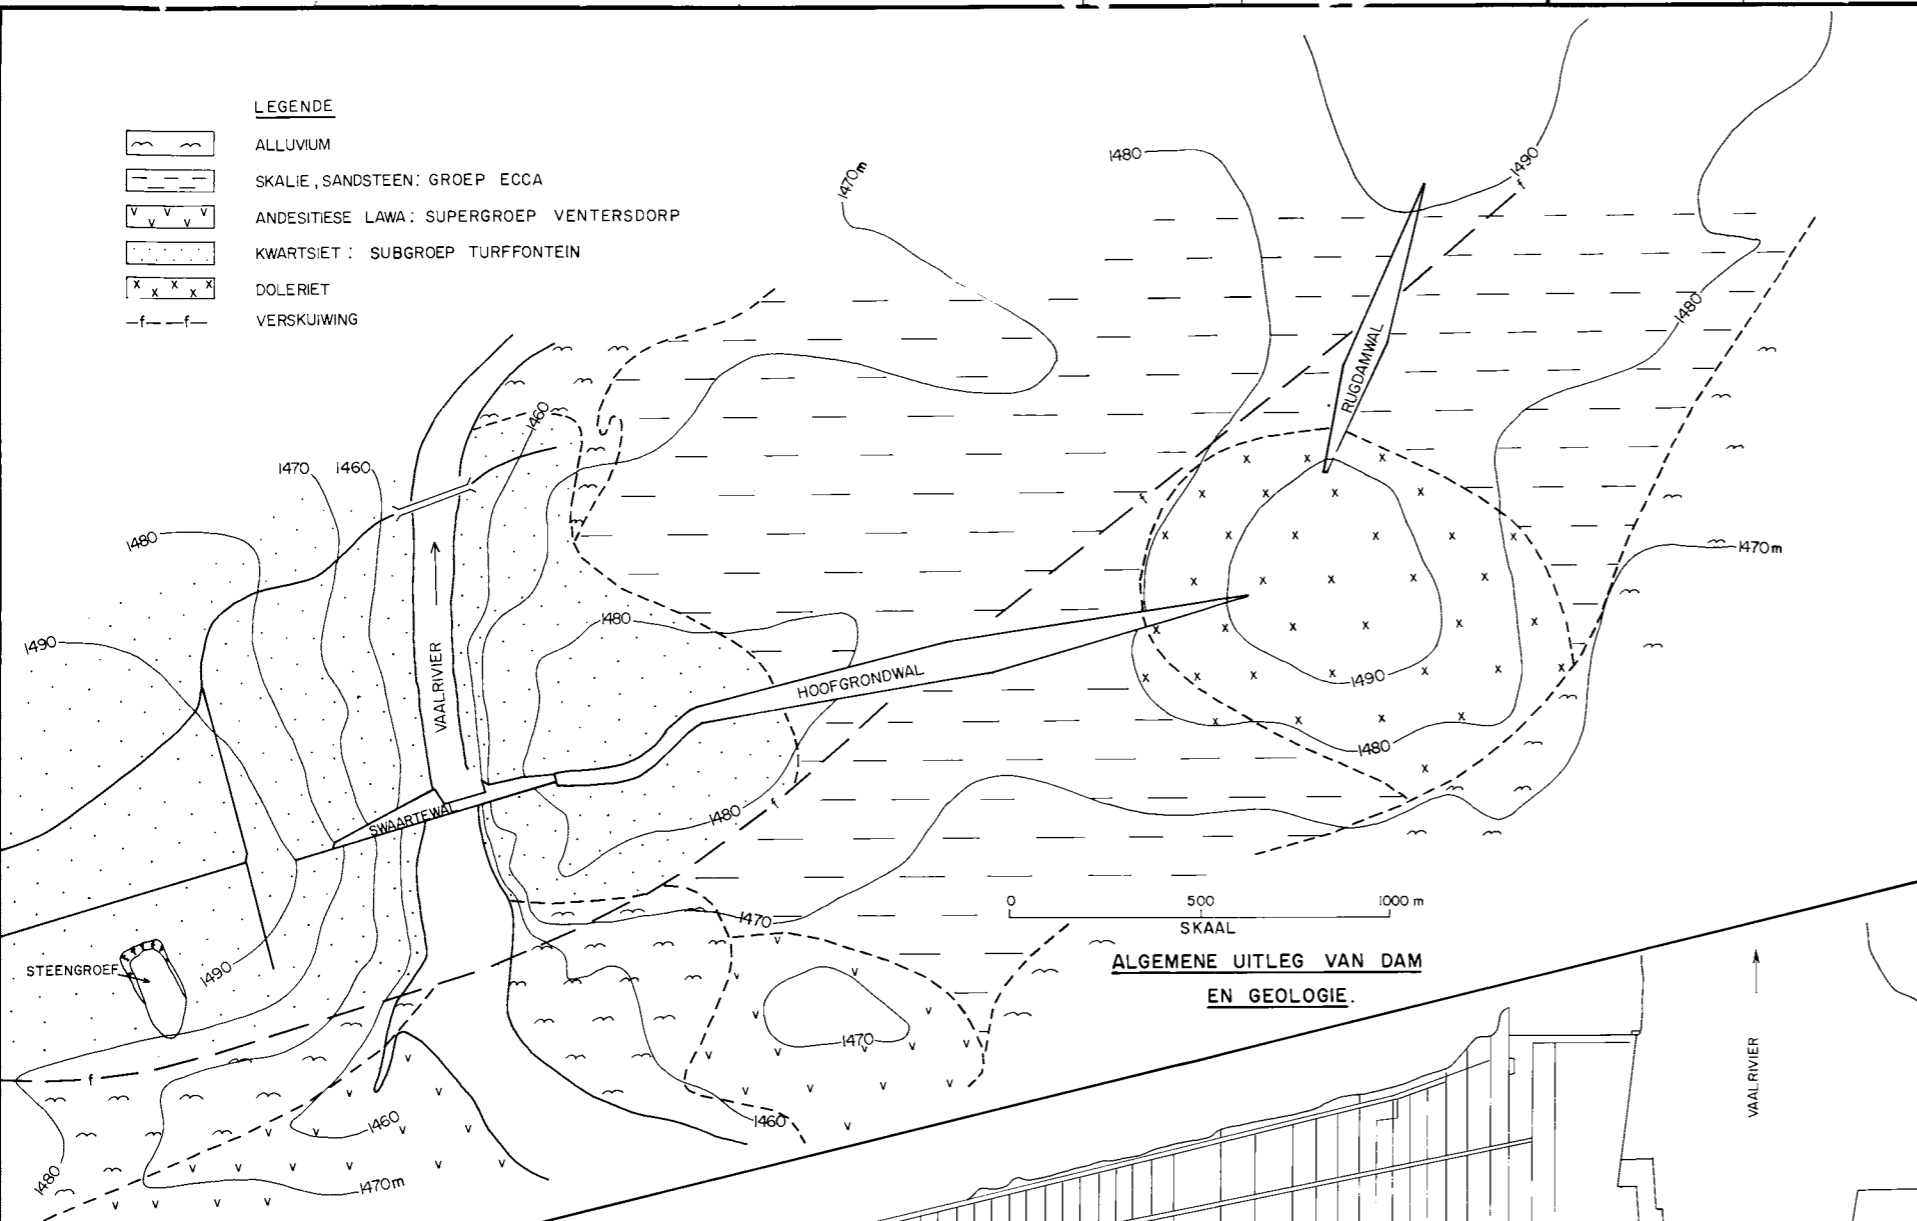 LEGENDE
ALLUVIUM
SKALIE, SANDSTEEN: GROEP ECCA
ANDESITIESE LAWA: SUPERGROEP VENTERSDORP
KWARTSIET: SUBGROEP TURFFONTEIN
DOLERIET
—f———f— VERSKUIWING
1480
1490
f
1470m
1480
RUGDAMWAL
1460
1470 1460
1480
1470m
1480
1490
VAALRIVIER
HOOFGRONDWAL
1490
1480
f
1480
SWAARTEWAL
0 500 1000 m
SKAAL
1470
ALGEMENE UITLEG VAN DAM
EN GEOLOGIE.
STEENGROEF
1490
1470
f
1460
1460
1480
1470m
VAALRIVIER